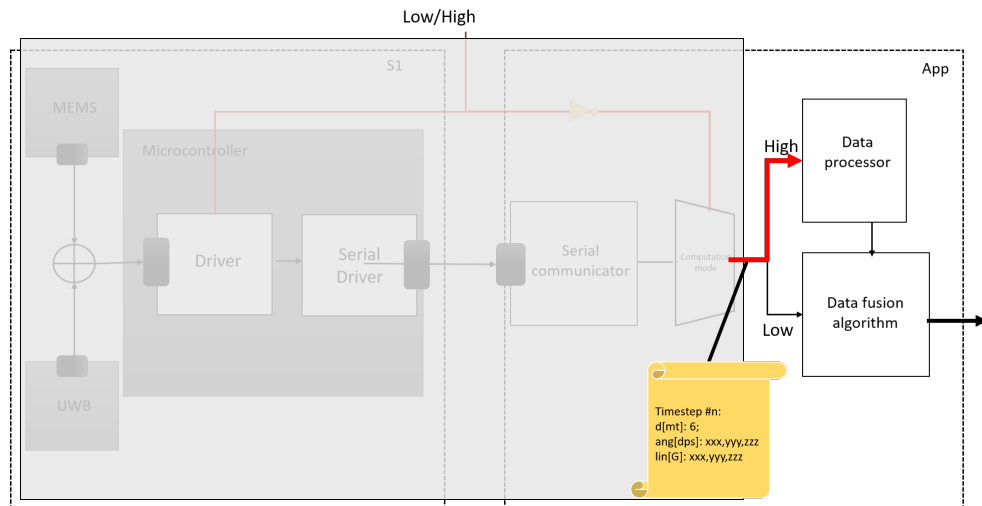 Low/High
S1
App
MEMS
Microcontroller
High
Data
processor
Driver
Serial
Driver
Serial
communicator
Computation
mode
Data fusion
algorithm
Low
UWB
Timestep #n:
d[mt]: 6;
ang[dps]: xxx,yyy,zzz
lin[G]: xxx,yyy,zzz